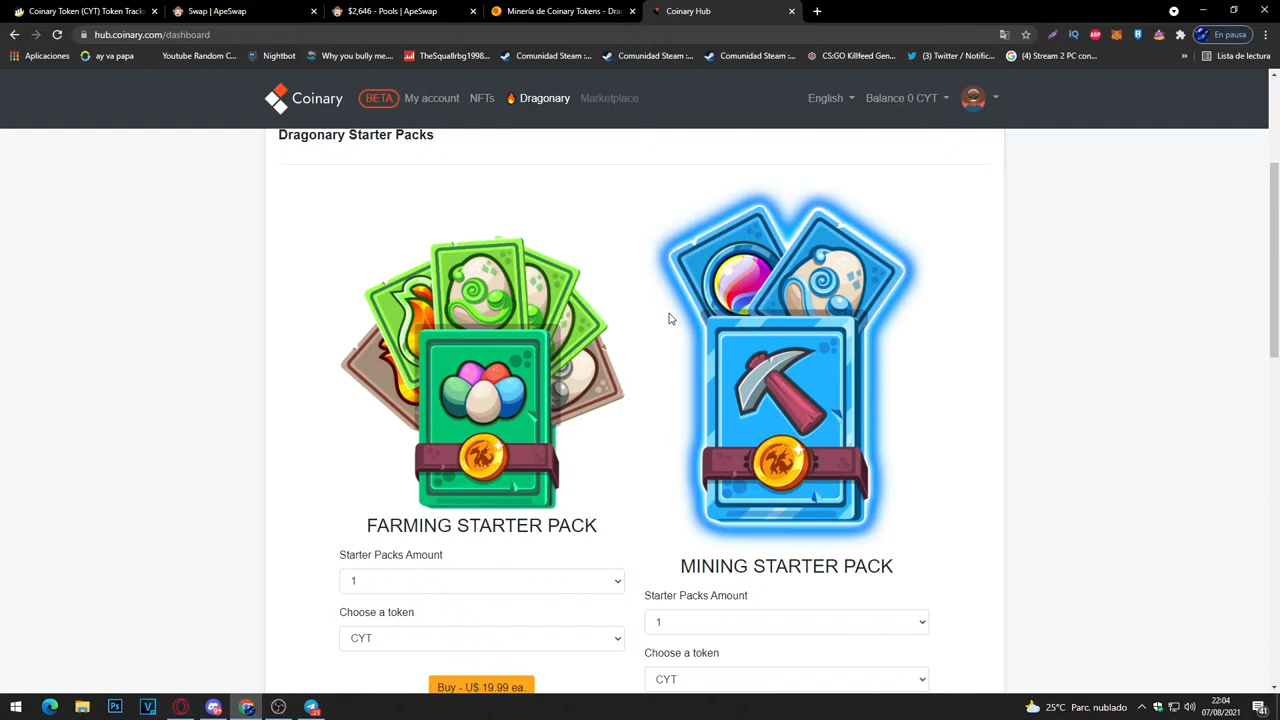 Coinary Token (CYT) Token Track
Swap | ApeSwap
$2,646 - Pools | ApeSwap
Minería de Coinary Tokens - Drag
Coinary Hub
hub.coinary.com/dashboard
En pausa
Aplicaciones
ay va papa
Youtube Random C...
Nightbot
Why you bully me...
TheSquallrbg1998...
Comunidad Steam :...
Comunidad Steam :...
Comunidad Steam :...
CS:GO Killfeed Gen...
(3) Twitter / Notific...
(4) Stream 2 PC con...
»
Lista de lectura
Coinary
BETA
My account
NFTs
Dragonary
Marketplace
English
Balance 0 CYT
Dragonary Starter Packs
FARMING STARTER PACK
Starter Packs Amount
1
Choose a token
CYT
Buy - U$ 19.99 ea.
MINING STARTER PACK
Starter Packs Amount
1
Choose a token
CYT
25°C Parc. nublado
22:04
07/08/2021